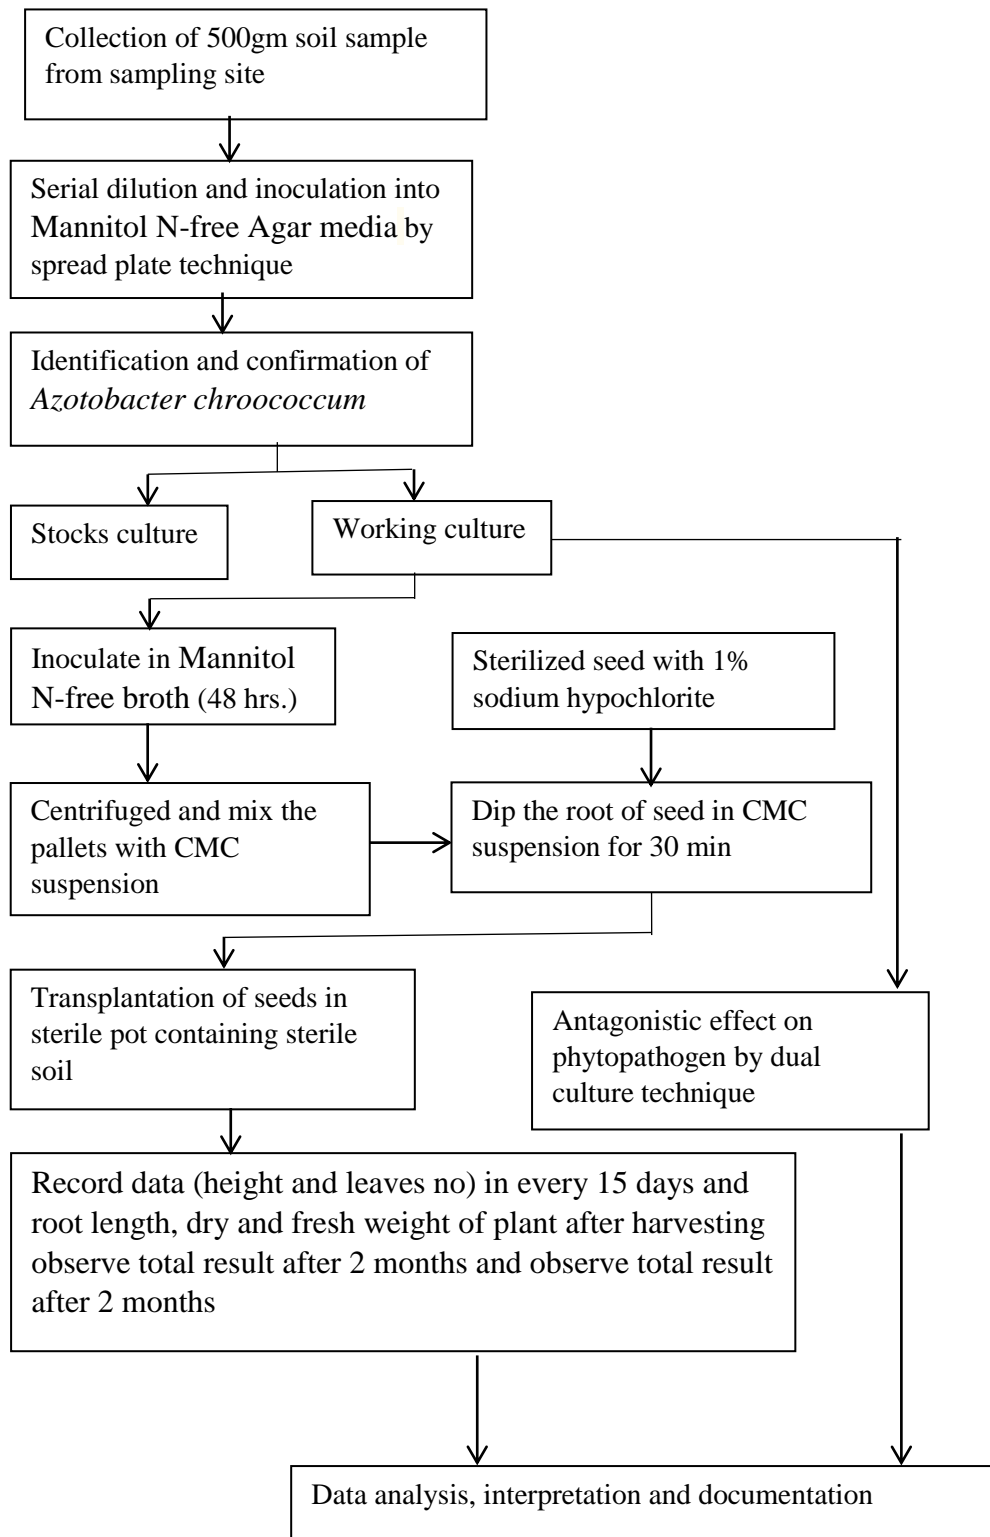 Collection of 500gm soil sample
from sampling site
Serial dilution and inoculation into
Mannitol N-free Agar media by
spread plate technique
Identification and confirmation of
Azotobacter chroococcum
Stocks culture
Working culture
Inoculate in Mannitol
N-free broth (48 hrs.)
Sterilized seed with 1%
sodium hypochlorite
Centrifuged and mix the
pallets with CMC
suspension
Dip the root of seed in CMC
suspension for 30 min
Transplantation of seeds in
sterile pot containing sterile
soil
Antagonistic effect on
phytopathogen by dual
culture technique
Record data (height and leaves no) in every 15 days and
root length, dry and fresh weight of plant after harvesting
observe total result after 2 months and observe total result
after 2 months
Data analysis, interpretation and documentation